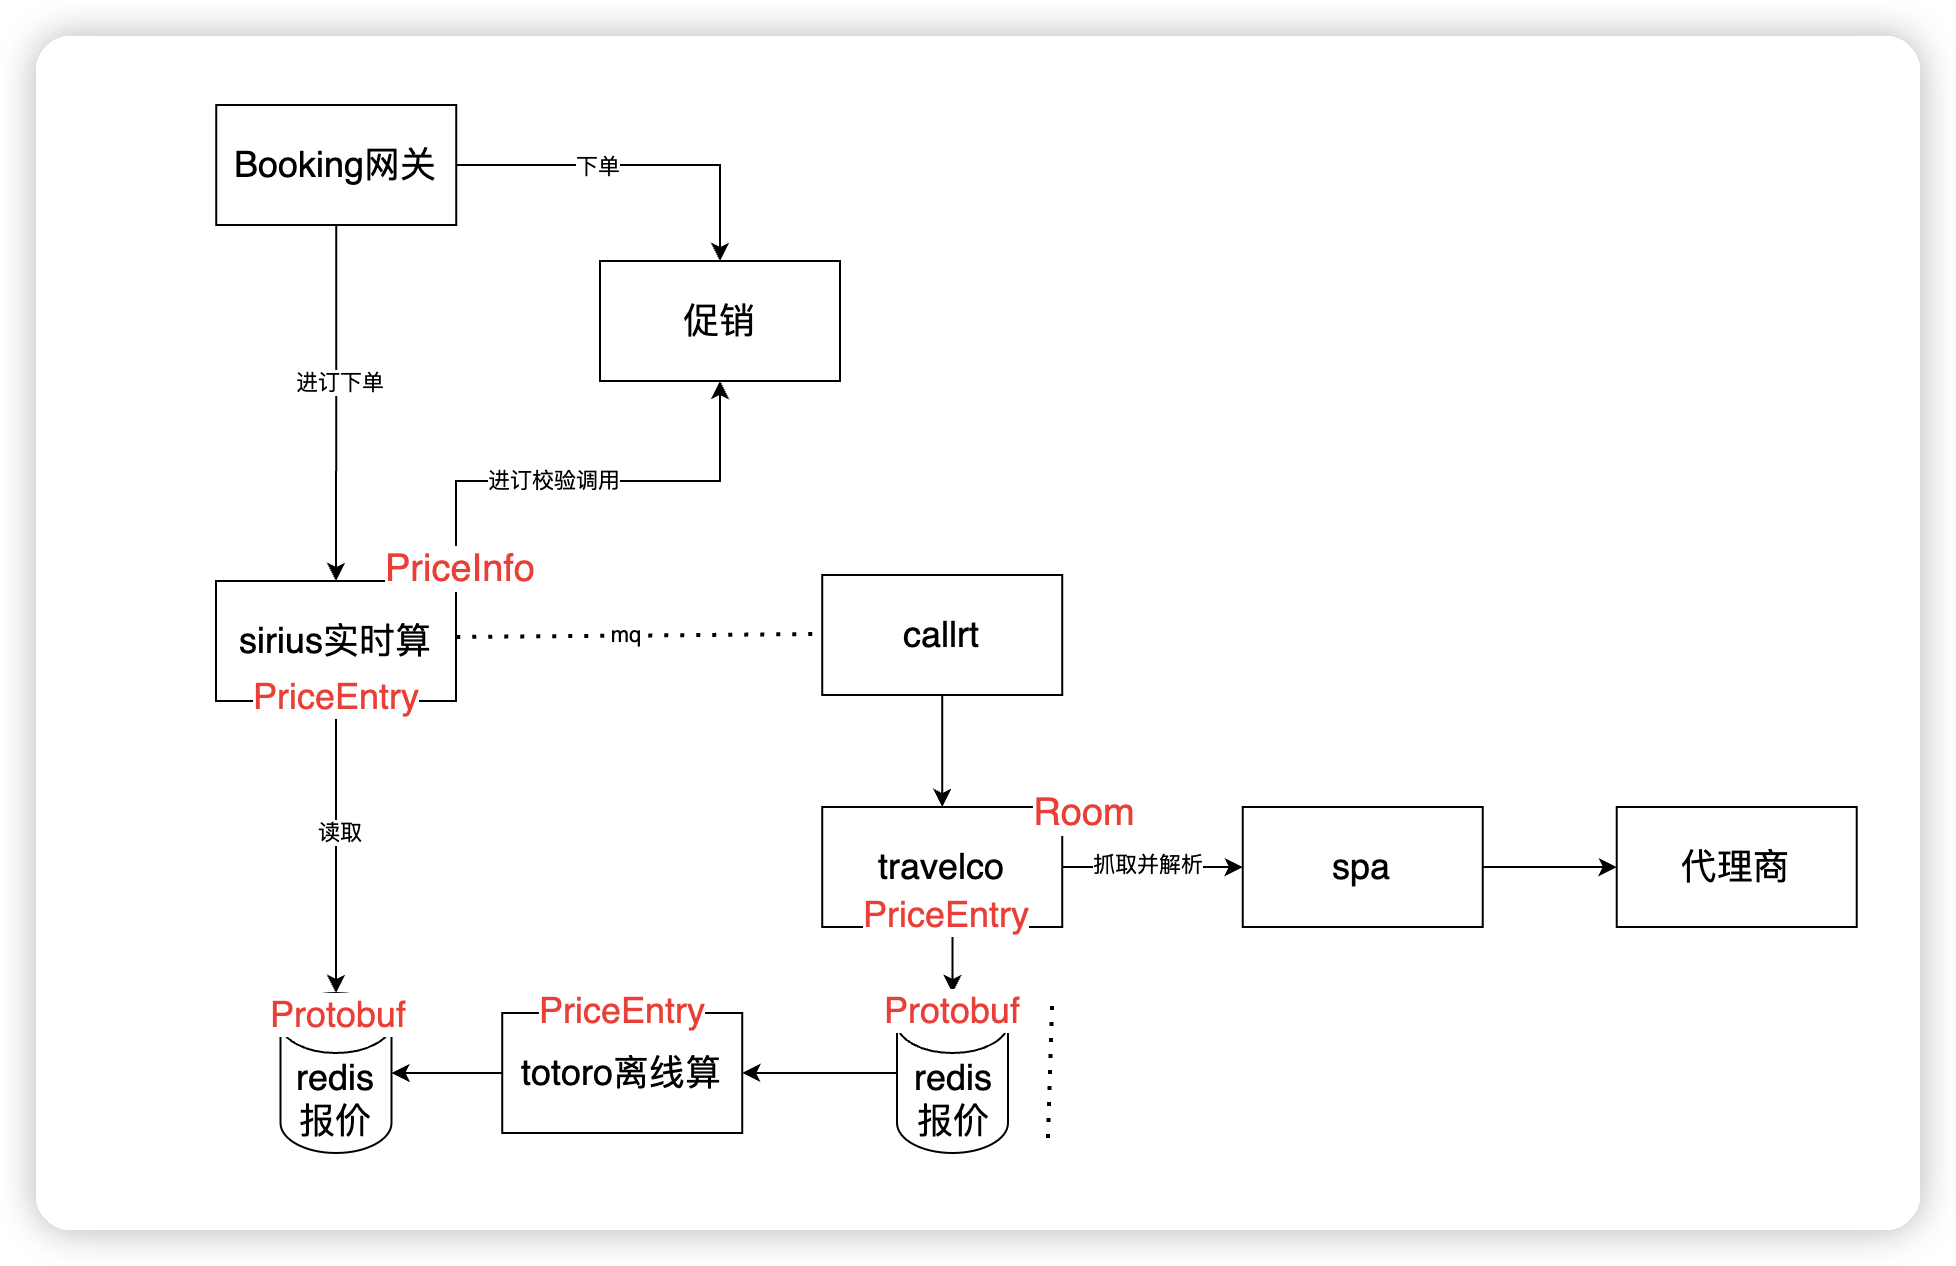 Booking网关
下单
促销
进订下单
进订校验调用
PriceInfo
sirius实时算
mq
callrt
PriceEntry
Room
读取
travelco
抓取并解析
spa
代理商
PriceEntry
Protobuf
PriceEntry
Protobuf
redis
报价
totoro离线算
redis
报价